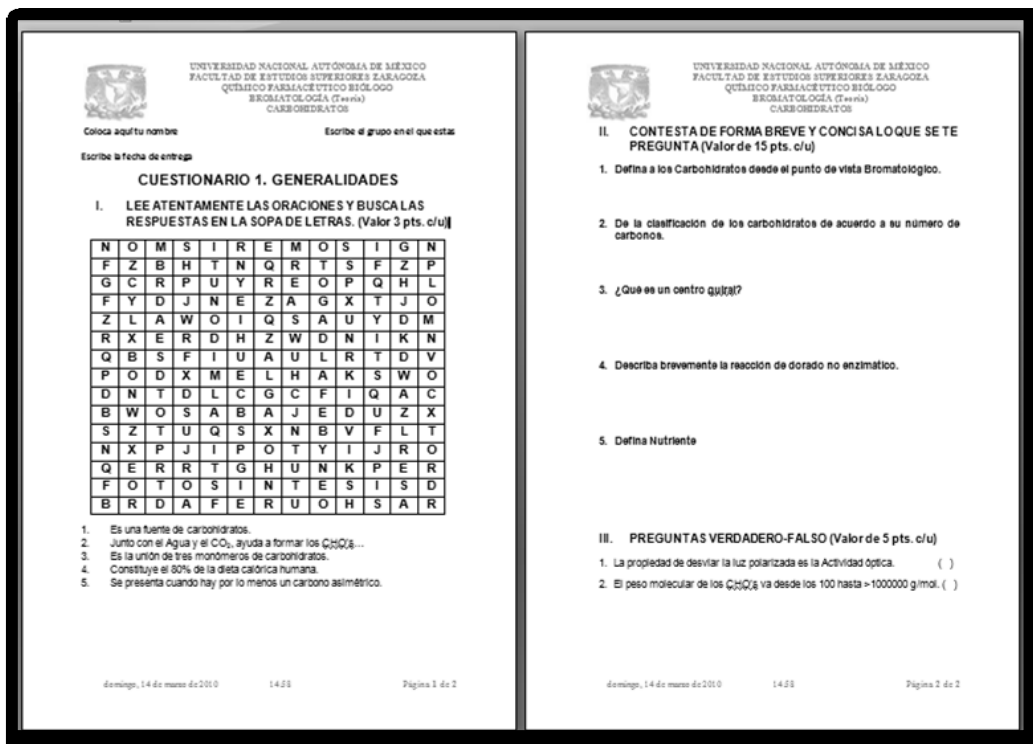 UNIVERSIDAD NACIONAL AUTÓNOMA DE MÉXICO
FACULTAD DE ESTUDIOS SUPERIORES ZARAGOZA
QUÍMICO FARMACÉUTICO BIÓLOGO
BROMATOLOGÍA (Teoría)
CARBOHIDRATOS
Coloca aquí tu nombre Escribe el grupo en el que estas
Escribe la fecha de entrega
CUESTIONARIO 1. GENERALIDADES
I. LEE ATENTAMENTE LAS ORACIONES Y BUSCA LAS
RESPUESTAS EN LA SOPA DE LETRAS. (Valor 3 pts. c/u)
N O M S I R E M O S I G N
F Z B H T N Q R T S F Z P
G C R P U Y R E O P Q H L
F Y D J N E Z A G X T J O
Z L A W O I Q S A U Y D M
R X E R D H Z W D N I K N
Q B S F I U A U L R T D V
P O D X M E L H A K S W O
D N T D L C G C F I Q A C
B W O S A B A J E D U Z X
S Z T U Q S X N B V F L T
N X P J I P O T Y I J R O
Q E R R T G H U N K P E R
F O T O S I N T E S I S D
B R D A F E R U O H S A R
1. Es una fuente de carbohidratos.
2. Junto con el Agua y el CO₂, ayuda a formar los CHO's...
3. Es la unión de tres monómeros de carbohidratos.
4. Constituye el 80% de la dieta calórica humana.
5. Se presenta cuando hay por lo menos un carbono asimétrico.
domingo, 14 de marzo de 2010 14:58 Página 1 de 2
UNIVERSIDAD NACIONAL AUTÓNOMA DE MÉXICO
FACULTAD DE ESTUDIOS SUPERIORES ZARAGOZA
QUÍMICO FARMACÉUTICO BIÓLOGO
BROMATOLOGÍA (Teoría)
CARBOHIDRATOS
II. CONTESTA DE FORMA BREVE Y CONCISA LO QUE SE TE
PREGUNTA (Valor de 15 pts. c/u)
1. Defina a los Carbohidratos desde el punto de vista Bromatológico.
2. De la clasificación de los carbohidratos de acuerdo a su número de
carbonos.
3. ¿Qué es un centro quiral?
4. Describa brevemente la reacción de dorado no enzimático.
5. Defina Nutriente
III. PREGUNTAS VERDADERO-FALSO (Valor de 5 pts. c/u)
1. La propiedad de desviar la luz polarizada es la Actividad óptica. ( )
2. El peso molecular de los CHO's va desde los 100 hasta >1000000 g/mol. ( )
domingo, 14 de marzo de 2010 14:58 Página 2 de 2